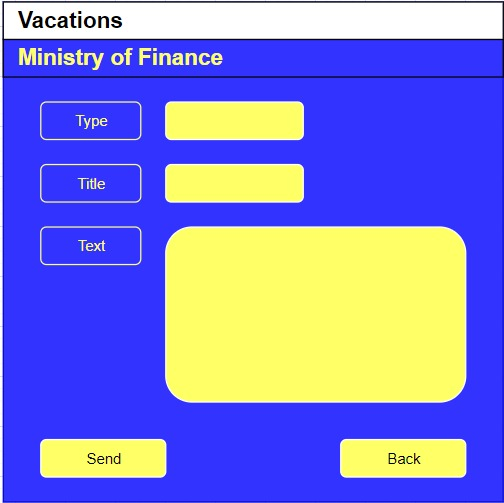 Vacations
Ministry of Finance
Type
Title
Text
Send
Back